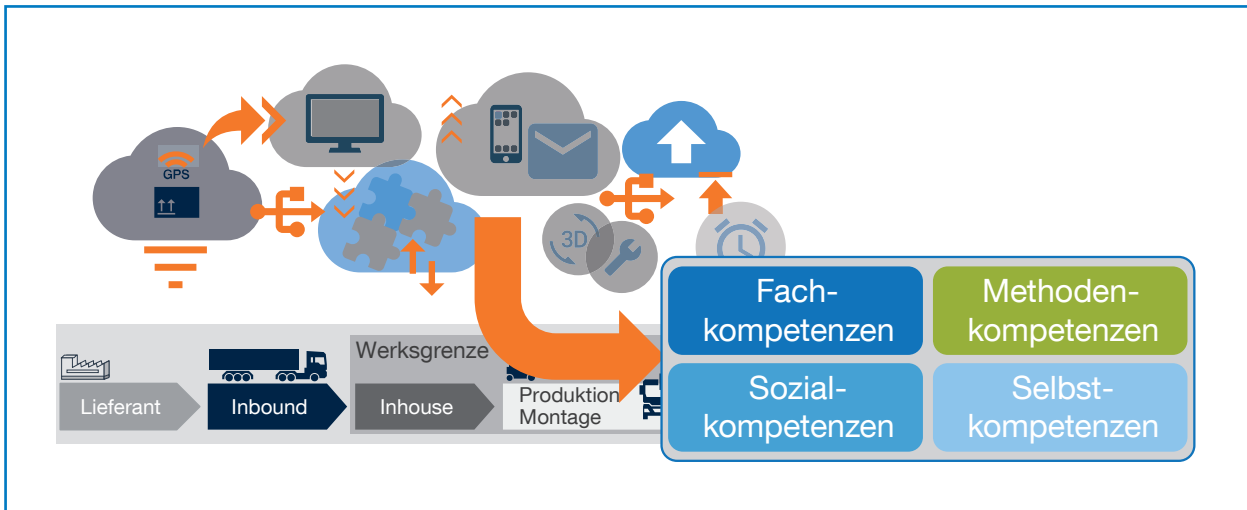 GPS
3D
Fach-
kompetenzen
Methoden-
kompetenzen
Sozial-
kompetenzen
Selbst-
kompetenzen
Werksgrenze
Lieferant
Inbound
Inhouse
Produktion
Montage